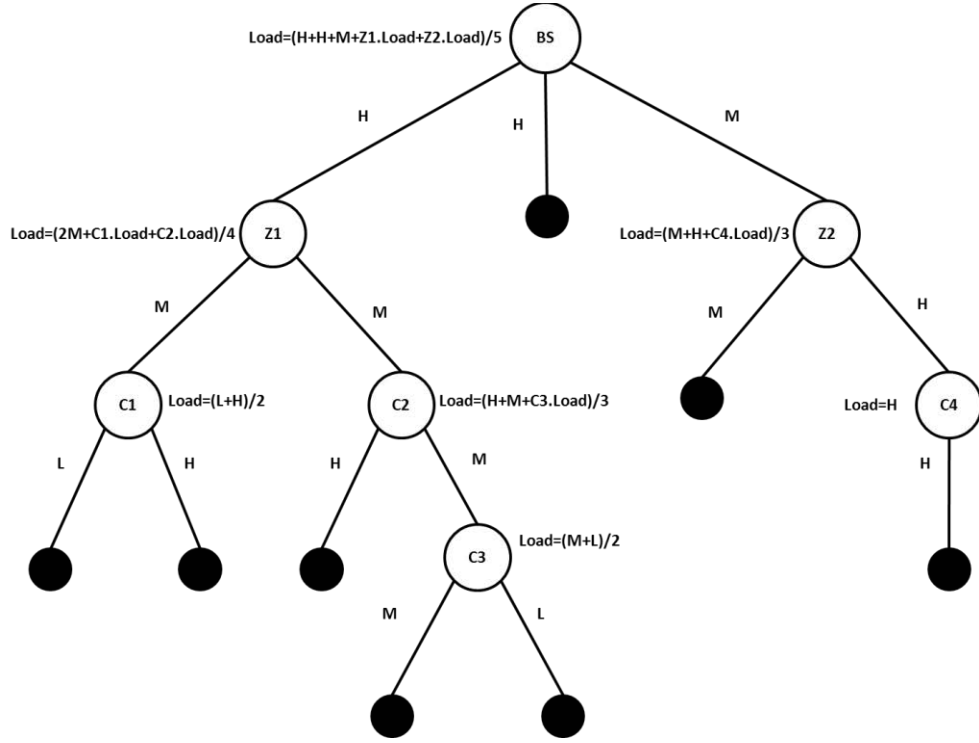 Load=(H+H+M+Z1.Load+Z2.Load)/5
BS
H
H
M
Load=(2M+C1.Load+C2.Load)/4
Z1
Load=(M+H+C4.Load)/3
Z2
M
M
M
H
C1
Load=(L+H)/2
C2
Load=(H+M+C3.Load)/3
Load=H
C4
L
H
H
M
H
C3
Load=(M+L)/2
M
L